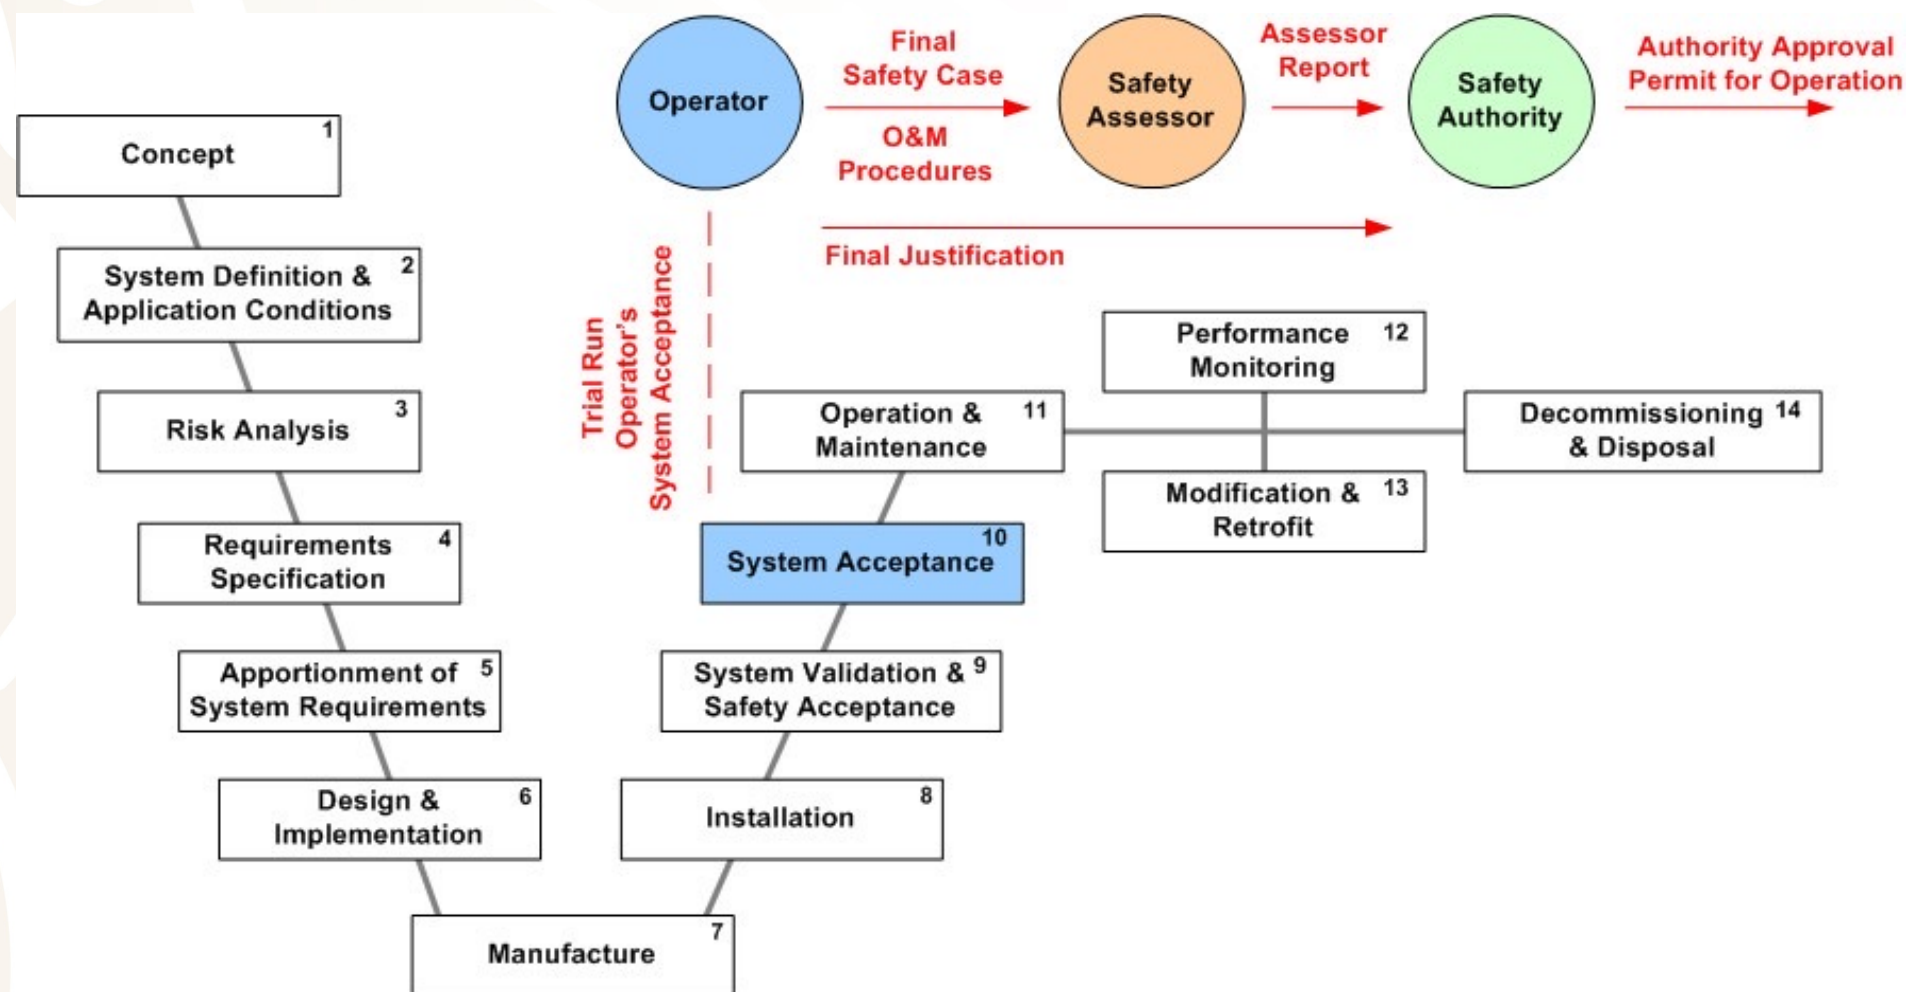 Operator
Final
Safety Case
O&M
Procedures
Safety
Assessor
Assessor
Report
Safety
Authority
Authority Approval
Permit for Operation
Final Justification
Trial Run
Operator's
System Acceptance
Concept
1
System Definition &
Application Conditions
2
Risk Analysis
3
Requirements
Specification
4
Apportionment of
System Requirements
5
Design &
Implementation
6
Manufacture
7
Installation
8
System Validation &
Safety Acceptance
9
System Acceptance
10
Operation &
Maintenance
11
Performance
Monitoring
12
Modification &
Retrofit
13
Decommissioning
& Disposal
14